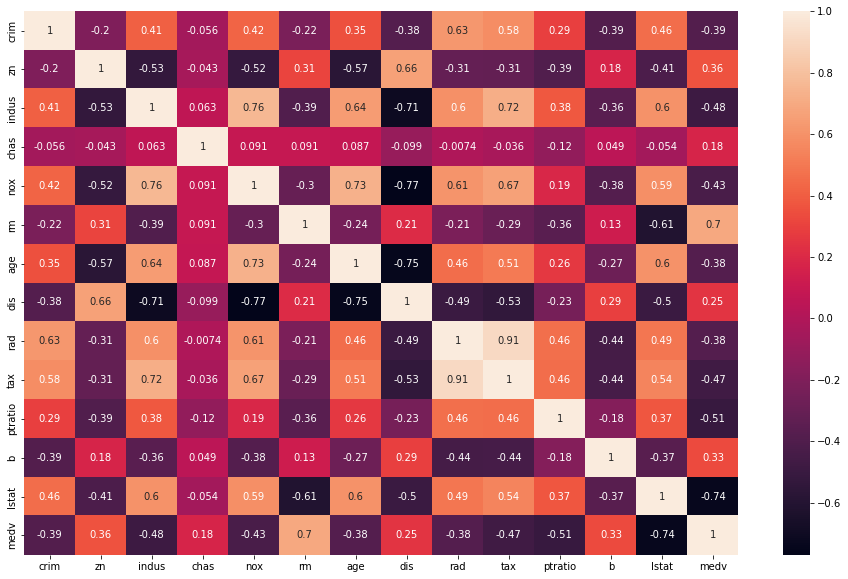 crim 1 -0.2 0.41 -0.056 0.42 -0.22 0.35 -0.38 0.63 0.58 0.29 -0.39 0.46 -0.39
zn -0.2 1 -0.53 -0.043 -0.52 0.31 -0.57 0.66 -0.31 -0.31 -0.39 0.18 -0.41 0.36
indus 0.41 -0.53 1 0.063 0.76 -0.39 0.64 -0.71 0.6 0.72 0.38 -0.36 0.6 -0.48
chas -0.056 -0.043 0.063 1 0.091 0.091 0.087 -0.099 -0.0074 -0.036 -0.12 0.049 -0.054 0.18
nox 0.42 -0.52 0.76 0.091 1 -0.3 0.73 -0.77 0.61 0.67 0.19 -0.38 0.59 -0.43
rm -0.22 0.31 -0.39 0.091 -0.3 1 -0.24 0.21 -0.21 -0.29 -0.36 0.13 -0.61 0.7
age 0.35 -0.57 0.64 0.087 0.73 -0.24 1 -0.75 0.46 0.51 0.26 -0.27 0.6 -0.38
dis -0.38 0.66 -0.71 -0.099 -0.77 0.21 -0.75 1 -0.49 -0.53 -0.23 0.29 -0.5 0.25
rad 0.63 -0.31 0.6 -0.0074 0.61 -0.21 0.46 -0.49 1 0.91 0.46 -0.44 0.49 -0.38
tax 0.58 -0.31 0.72 -0.036 0.67 -0.29 0.51 -0.53 0.91 1 0.46 -0.44 0.54 -0.47
ptratio 0.29 -0.39 0.38 -0.12 0.19 -0.36 0.26 -0.23 0.46 0.46 1 -0.18 0.37 -0.51
b -0.39 0.18 -0.36 0.049 -0.38 0.13 -0.27 0.29 -0.44 -0.44 -0.18 1 -0.37 0.33
lstat 0.46 -0.41 0.6 -0.054 0.59 -0.61 0.6 -0.5 0.49 0.54 0.37 -0.37 1 -0.74
medv -0.39 0.36 -0.48 0.18 -0.43 0.7 -0.38 0.25 -0.38 -0.47 -0.51 0.33 -0.74 1
crim zn indus chas nox rm age dis rad tax ptratio b lstat medv
1.0
0.8
0.6
0.4
0.2
0.0
−0.2
−0.4
−0.6